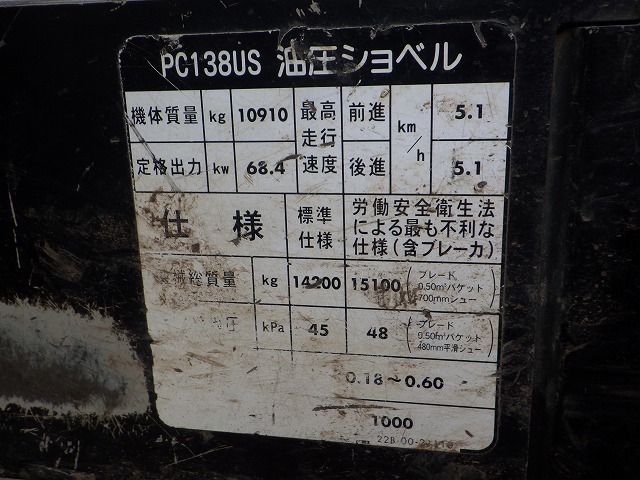 PC138US 油圧ショベル
機体質量 kg 10910 最高走行速度 前進 km/h 5.1
定格出力 kw 68.4 後進 5.1
仕様 標準仕様 労働安全衛生法による最も不利な仕様(含ブレーカ)
械総質量 kg 14200 15100 (ブレード 0.50m³バケット 700mmシュー)
圧 kPa 45 48 (ブレード 0.50m³バケット 480mm平滑シュー)
0.18～0.60
1000